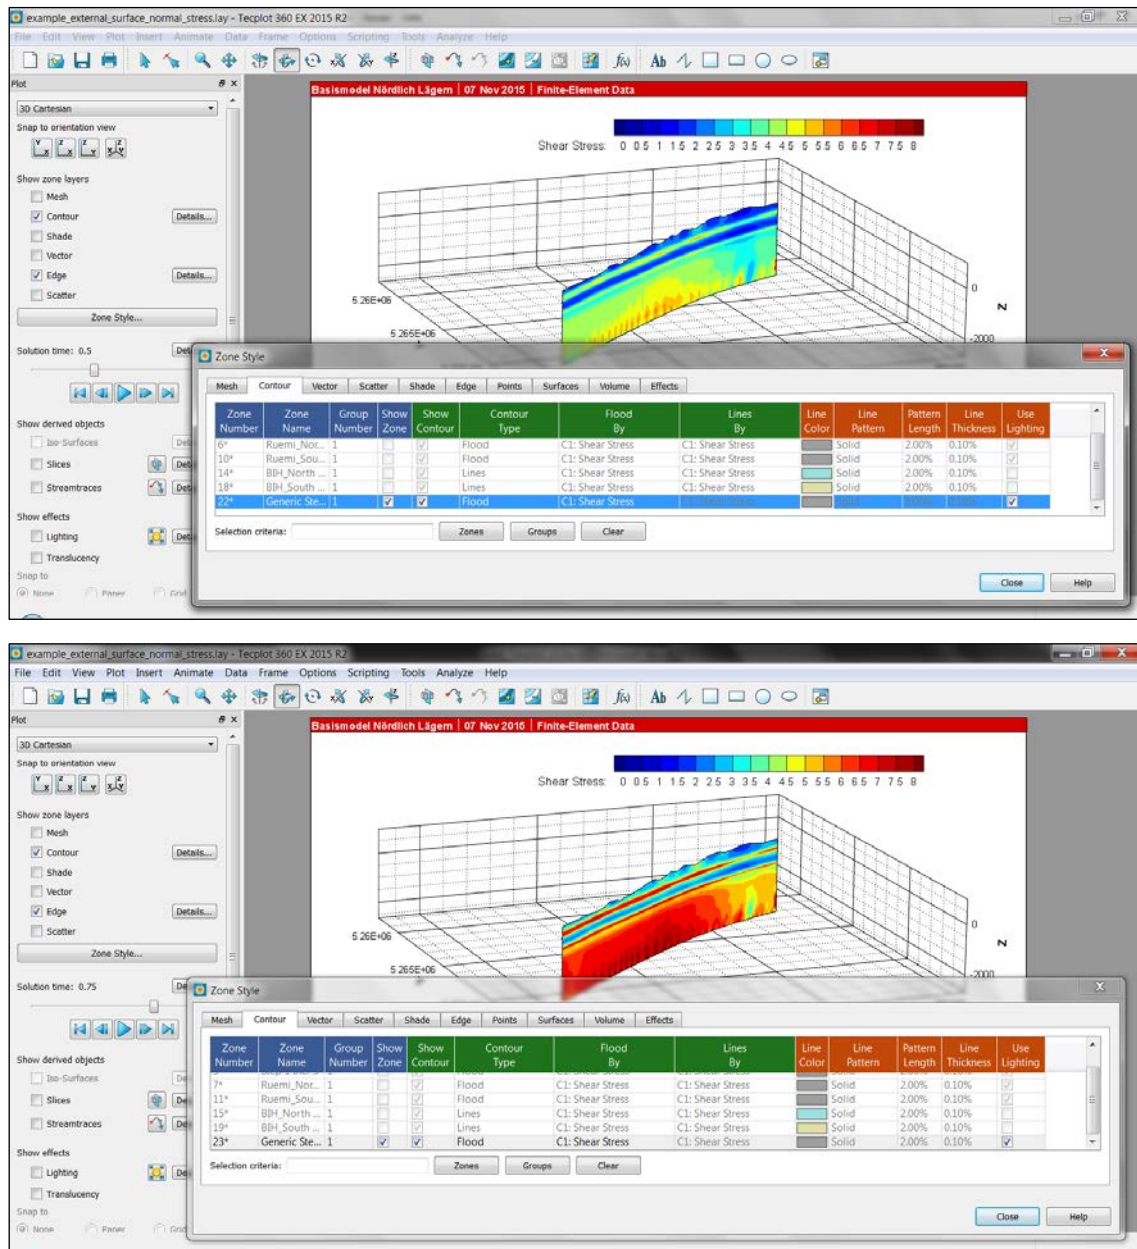 example_external_surface_normal_stress.lay - Tecplot 360 EX 2015 R2
File Edit View Plot Insert Animate Data Frame Options Scripting Tools Analyze Help
Plot
3D Cartesian
Snap to orientation view
Show zone layers
Mesh
Contour Details...
Shade
Vector
Edge Details...
Scatter
Zone Style...
Solution time: 0.5
Show derived objects
Iso-Surfaces
Slices
Streamtraces
Show effects
Lighting
Translucency
Snap to
None Paper Grid
Basismodel Nördlich Lägern | 07 Nov 2015 | Finite-Element Data
Shear Stress: 0 0.5 1 1.5 2 2.5 3 3.5 4 4.5 5 5.5 6 6.5 7 7.5 8
5.26E+06
5.265E+06
0
Z
-2000
Zone Style
Mesh Contour Vector Scatter Shade Edge Points Surfaces Volume Effects
Zone Number Zone Name Group Number Show Zone Show Contour Contour Type Flood By Lines By Line Color Line Pattern Pattern Length Line Thickness Use Lighting
6* Ruemi_Nor... 1 Flood C1: Shear Stress C1: Shear Stress Solid 2.00% 0.10%
10* Ruemi_Sou... 1 Flood C1: Shear Stress C1: Shear Stress Solid 2.00% 0.10%
14* BIH_North ... 1 Lines C1: Shear Stress C1: Shear Stress Solid 2.00% 0.10%
18* BIH_South ... 1 Lines C1: Shear Stress C1: Shear Stress Solid 2.00% 0.10%
22* Generic Ste... 1 Flood C1: Shear Stress
Selection criteria: Zones Groups Clear
Close Help
example_external_surface_normal_stress.lay - Tecplot 360 EX 2015 R2
File Edit View Plot Insert Animate Data Frame Options Scripting Tools Analyze Help
Plot
3D Cartesian
Snap to orientation view
Show zone layers
Mesh
Contour Details...
Shade
Vector
Edge Details...
Scatter
Zone Style...
Solution time: 0.75
Show derived objects
Iso-Surfaces
Slices
Streamtraces
Show effects
Lighting
Translucency
Snap to
None Paper Grid
Basismodel Nördlich Lägern | 07 Nov 2015 | Finite-Element Data
Shear Stress: 0 0.5 1 1.5 2 2.5 3 3.5 4 4.5 5 5.5 6 6.5 7 7.5 8
5.26E+06
5.265E+06
0
Z
-2000
Zone Style
Mesh Contour Vector Scatter Shade Edge Points Surfaces Volume Effects
Zone Number Zone Name Group Number Show Zone Show Contour Contour Type Flood By Lines By Line Color Line Pattern Pattern Length Line Thickness Use Lighting
7* Ruemi_Nor... 1 Flood C1: Shear Stress C1: Shear Stress Solid 2.00% 0.10%
11* Ruemi_Sou... 1 Flood C1: Shear Stress C1: Shear Stress Solid 2.00% 0.10%
15* BIH_North ... 1 Lines C1: Shear Stress C1: Shear Stress Solid 2.00% 0.10%
19* BIH_South ... 1 Lines C1: Shear Stress C1: Shear Stress Solid 2.00% 0.10%
23* Generic Ste... 1 Flood C1: Shear Stress C1: Shear Stress Solid 2.00% 0.10%
Selection criteria: Zones Groups Clear
Close Help